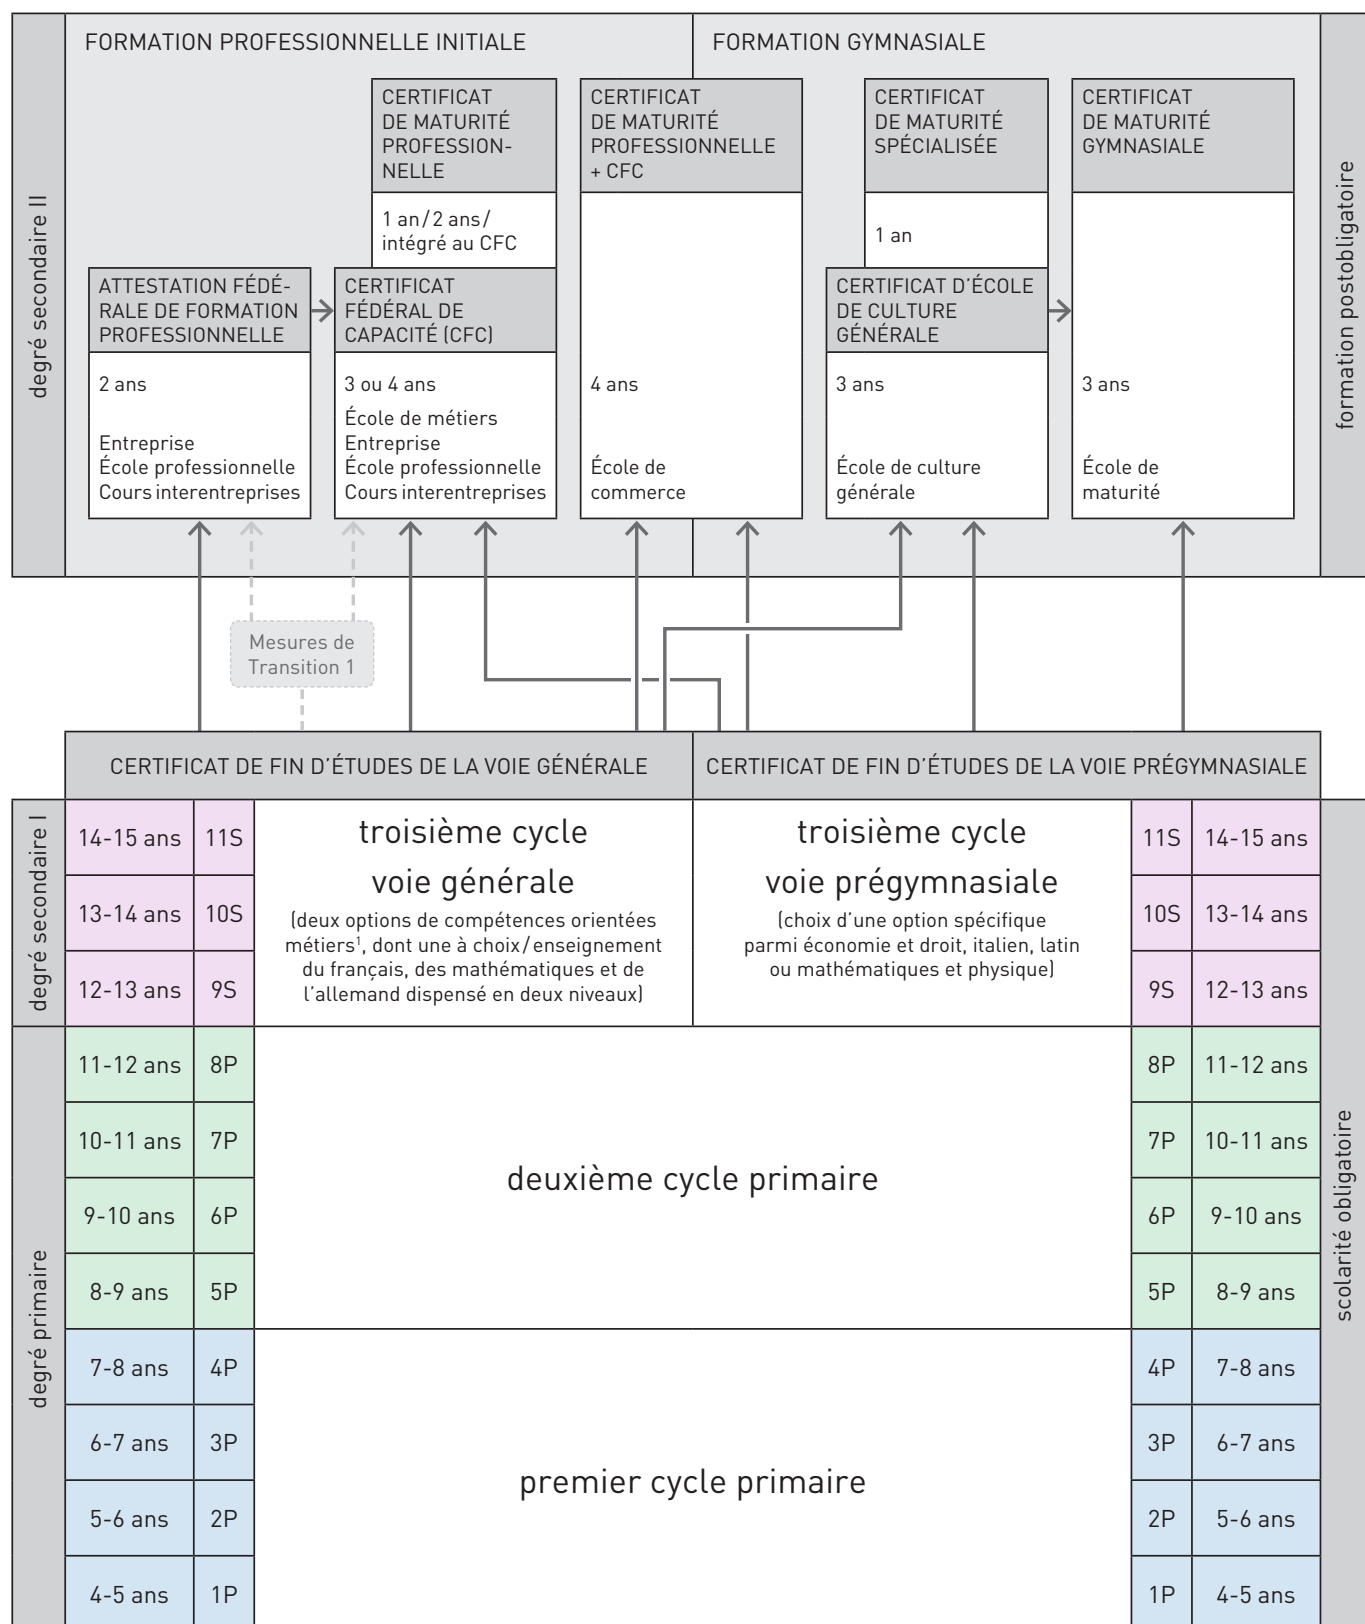 FORMATION PROFESSIONNELLE INITIALE
FORMATION GYMNASIALE
degré secondaire II
formation postobligatoire
CERTIFICAT
DE MATURITÉ
PROFESSION-
NELLE
1 an/2 ans/
intégré au CFC
CERTIFICAT
DE MATURITÉ
PROFESSIONNELLE
+ CFC
CERTIFICAT
DE MATURITÉ
SPÉCIALISÉE
1 an
CERTIFICAT
DE MATURITÉ
GYMNASIALE
ATTESTATION FÉDÉ-
RALE DE FORMATION
PROFESSIONNELLE
2 ans
Entreprise
École professionnelle
Cours interentreprises
CERTIFICAT
FÉDÉRAL DE
CAPACITÉ (CFC)
3 ou 4 ans
École de métiers
Entreprise
École professionnelle
Cours interentreprises
4 ans
École de
commerce
CERTIFICAT D'ÉCOLE
DE CULTURE
GÉNÉRALE
3 ans
École de culture
générale
3 ans
École de
maturité
Mesures de
Transition 1
CERTIFICAT DE FIN D'ÉTUDES DE LA VOIE GÉNÉRALE
CERTIFICAT DE FIN D'ÉTUDES DE LA VOIE PRÉGYMNASIALE
degré secondaire I
14-15 ans 11S
13-14 ans 10S
12-13 ans 9S
troisième cycle
voie générale
(deux options de compétences orientées
métiers¹, dont une à choix/enseignement
du français, des mathématiques et de
l'allemand dispensé en deux niveaux)
troisième cycle
voie prégymnasiale
(choix d'une option spécifique
parmi économie et droit, italien, latin
ou mathématiques et physique)
11S 14-15 ans
10S 13-14 ans
9S 12-13 ans
scolarité obligatoire
degré primaire
11-12 ans 8P
10-11 ans 7P
9-10 ans 6P
8-9 ans 5P
deuxième cycle primaire
8P 11-12 ans
7P 10-11 ans
6P 9-10 ans
5P 8-9 ans
7-8 ans 4P
6-7 ans 3P
5-6 ans 2P
4-5 ans 1P
premier cycle primaire
4P 7-8 ans
3P 6-7 ans
2P 5-6 ans
1P 4-5 ans